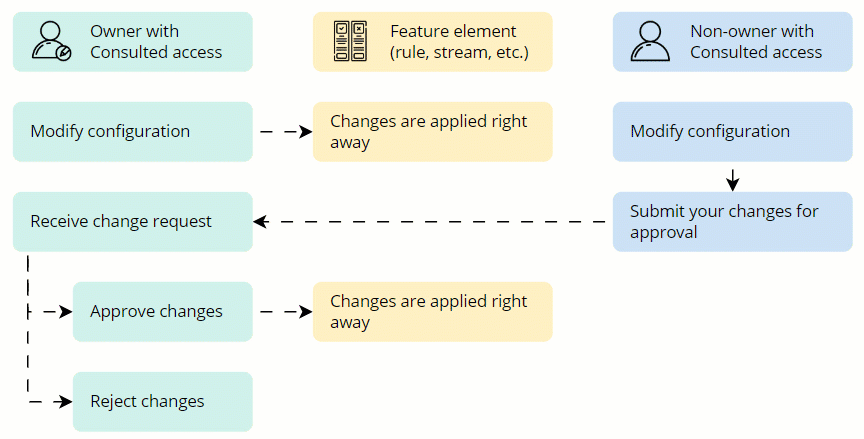 Owner with
Consulted access
Feature element
(rule, stream, etc.)
Non-owner with
Consulted access
Modify configuration
Changes are applied right
away
Modify configuration
Receive change request
Submit your changes for
approval
Approve changes
Changes are applied right
away
Reject changes